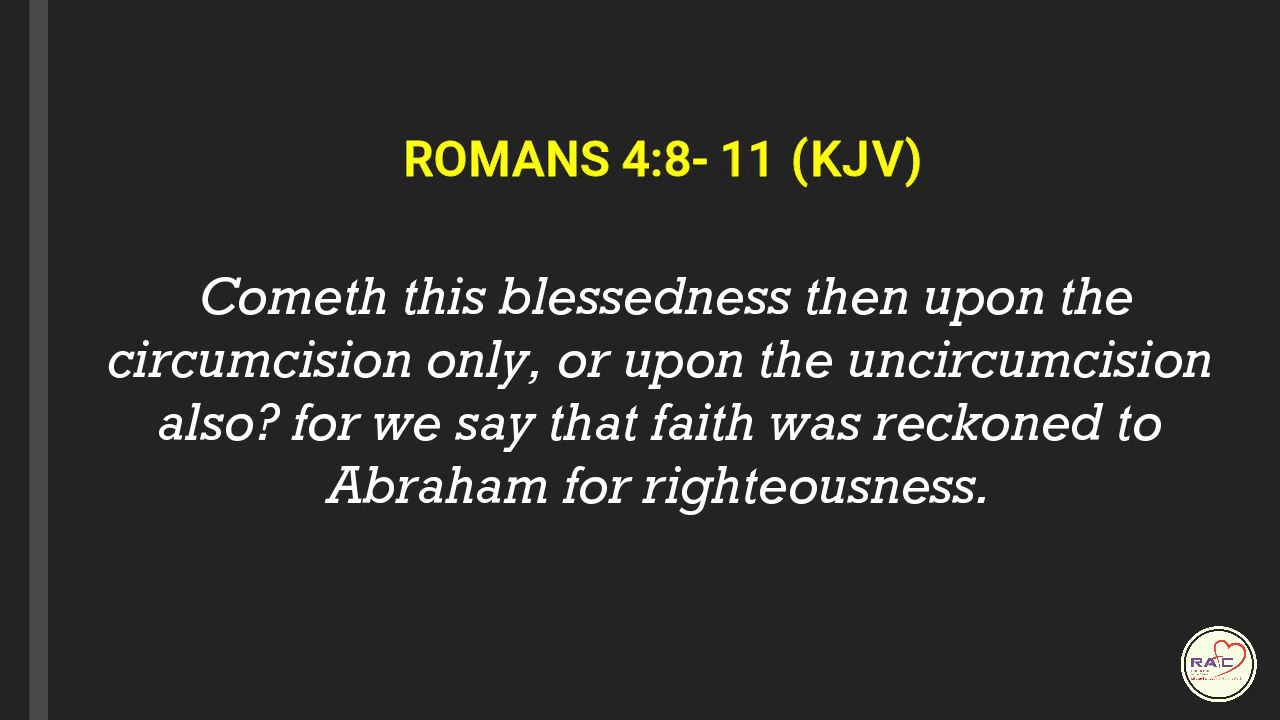 ROMANS 4:8- 11 (KJV)
Cometh this blessedness then upon the
circumcision only, or upon the uncircumcision
also? for we say that faith was reckoned to
Abraham for righteousness.
RAFC